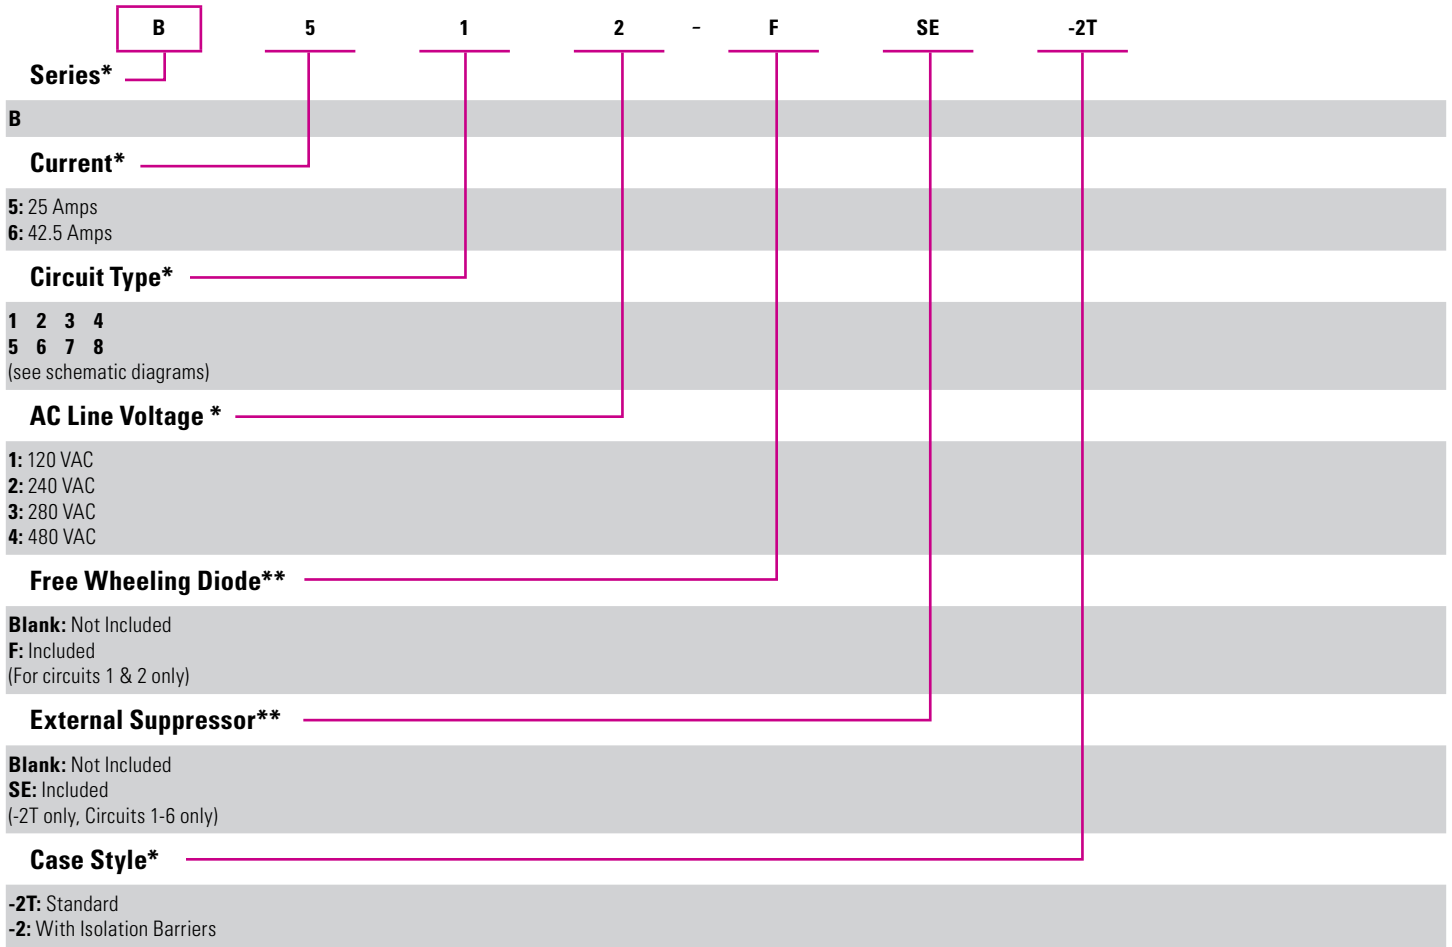 B 5 1 2 – F SE -2T
Series*
B
Current*
5: 25 Amps
6: 42.5 Amps
Circuit Type*
1 2 3 4
5 6 7 8
(see schematic diagrams)
AC Line Voltage *
1: 120 VAC
2: 240 VAC
3: 280 VAC
4: 480 VAC
Free Wheeling Diode**
Blank: Not Included
F: Included
(For circuits 1 & 2 only)
External Suppressor**
Blank: Not Included
SE: Included
(-2T only, Circuits 1-6 only)
Case Style*
-2T: Standard
-2: With Isolation Barriers